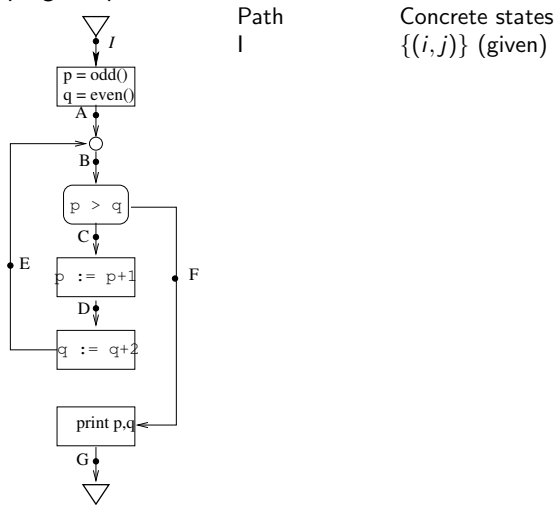 Path Concrete states
I {(i, j)} (given)
I
p = odd()
q = even()
A
B
p > q
C
E
F
p := p+1
D
q := q+2
print p,q
G